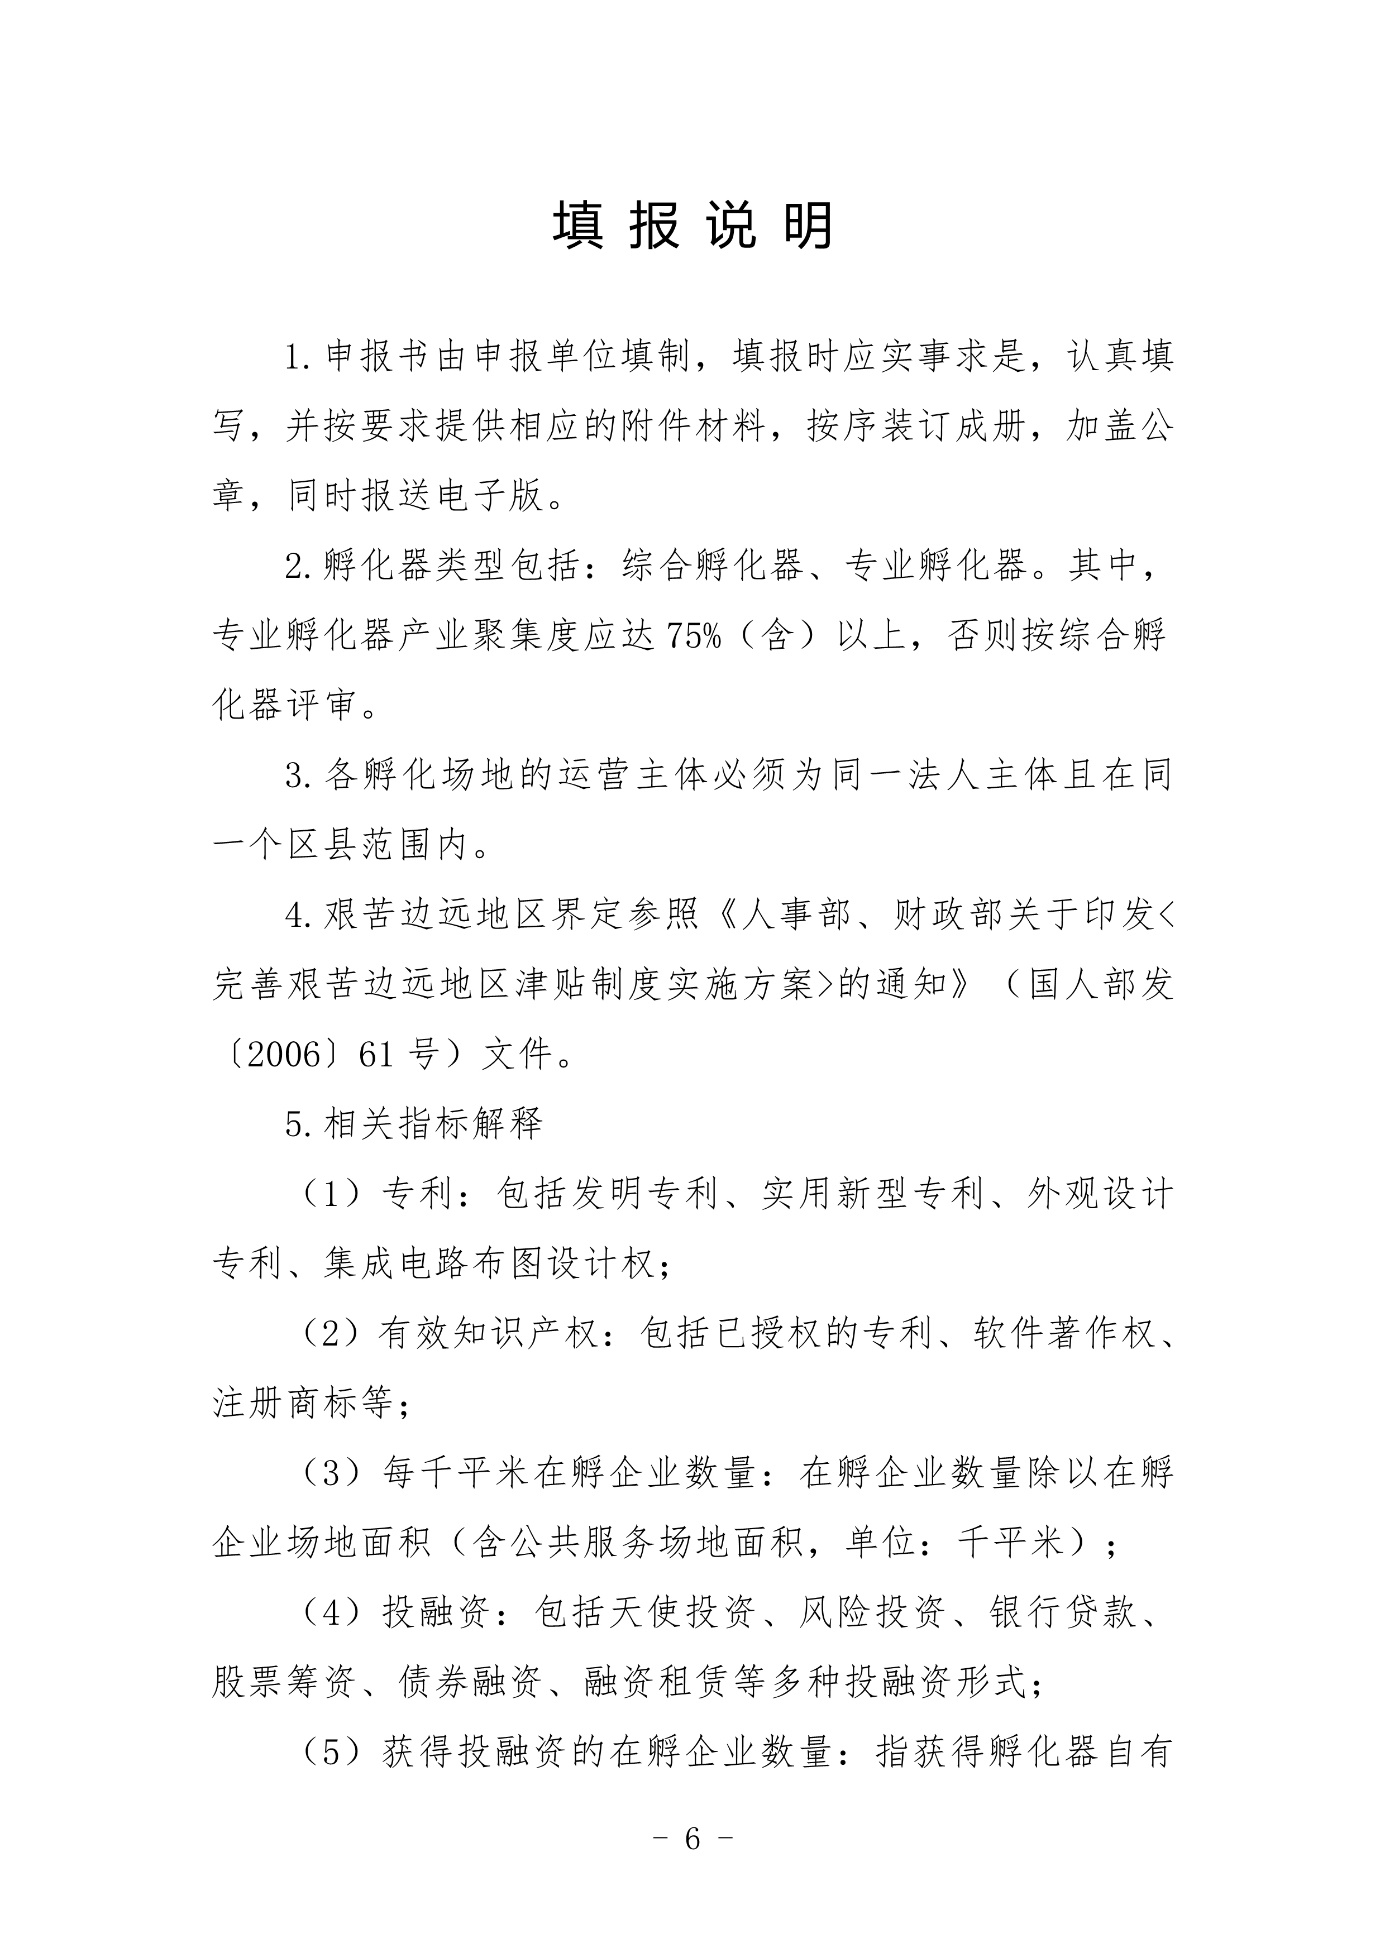 填报说明
1.申报书由申报单位填制，填报时应实事求是，认真填
写，并按要求提供相应的附件材料，按序装订成册，加盖公
章，同时报送电子版。
2.孵化器类型包括：综合孵化器、专业孵化器。其中，
专业孵化器产业聚集度应达 75%（含）以上，否则按综合孵
化器评审。
3.各孵化场地的运营主体必须为同一法人主体且在同
一个区县范围内。
4.艰苦边远地区界定参照《人事部、财政部关于印发<
完善艰苦边远地区津贴制度实施方案>的通知》（国人部发
〔2006〕61 号）文件。
5.相关指标解释
（1）专利：包括发明专利、实用新型专利、外观设计
专利、集成电路布图设计权；
（2）有效知识产权：包括已授权的专利、软件著作权、
注册商标等；
（3）每千平米在孵企业数量：在孵企业数量除以在孵
企业场地面积（含公共服务场地面积，单位：千平米）；
（4）投融资：包括天使投资、风险投资、银行贷款、
股票筹资、债券融资、融资租赁等多种投融资形式；
（5）获得投融资的在孵企业数量：指获得孵化器自有
- 6 -